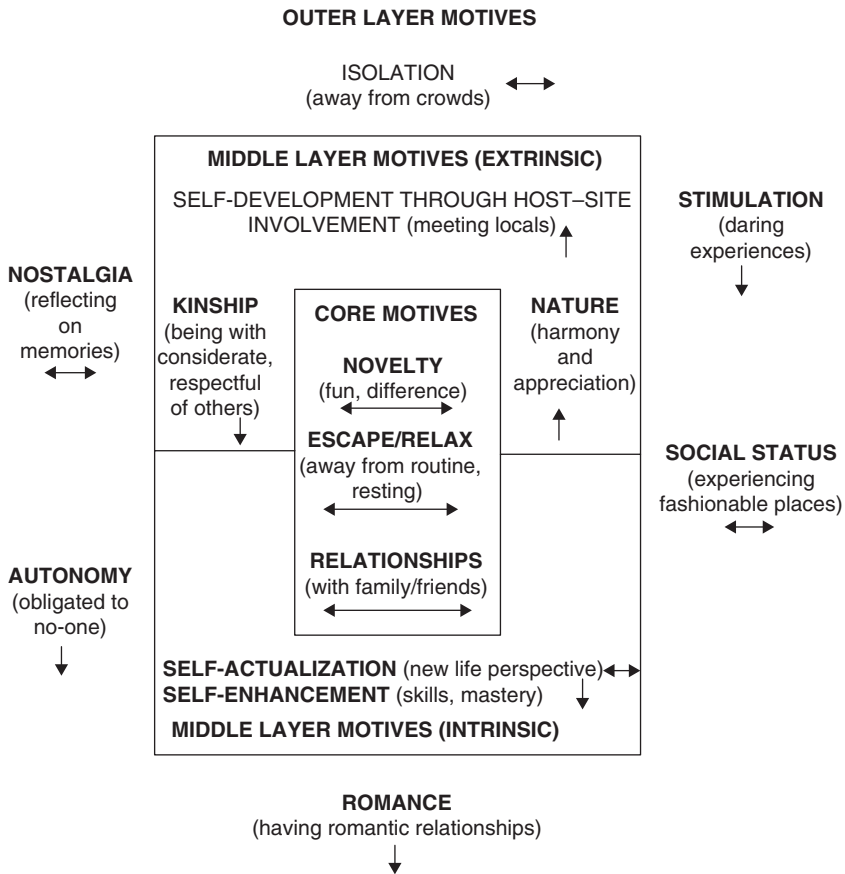 OUTER LAYER MOTIVES
ISOLATION
(away from crowds)
MIDDLE LAYER MOTIVES (EXTRINSIC)
SELF-DEVELOPMENT THROUGH HOST–SITE
INVOLVEMENT (meeting locals)
STIMULATION
(daring
experiences)
NOSTALGIA
(reflecting
on
memories)
KINSHIP
(being with
considerate,
respectful
of others)
CORE MOTIVES
NOVELTY
(fun, difference)
ESCAPE/RELAX
(away from routine,
resting)
RELATIONSHIPS
(with family/friends)
NATURE
(harmony
and
appreciation)
SOCIAL STATUS
(experiencing
fashionable places)
AUTONOMY
(obligated to
no-one)
SELF-ACTUALIZATION (new life perspective)
SELF-ENHANCEMENT (skills, mastery)
MIDDLE LAYER MOTIVES (INTRINSIC)
ROMANCE
(having romantic relationships)